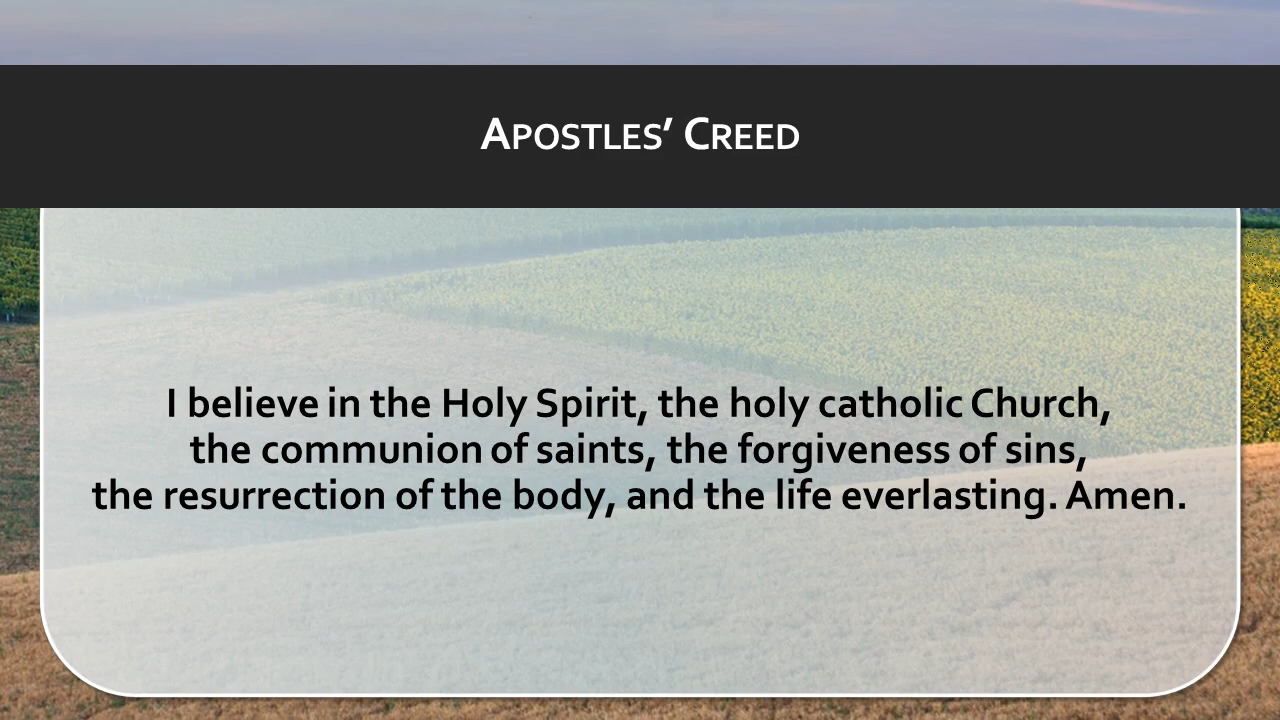 Apostles’ Creed
I believe in the Holy Spirit, the holy catholic Church,
the communion of saints, the forgiveness of sins,
the resurrection of the body, and the life everlasting. Amen.